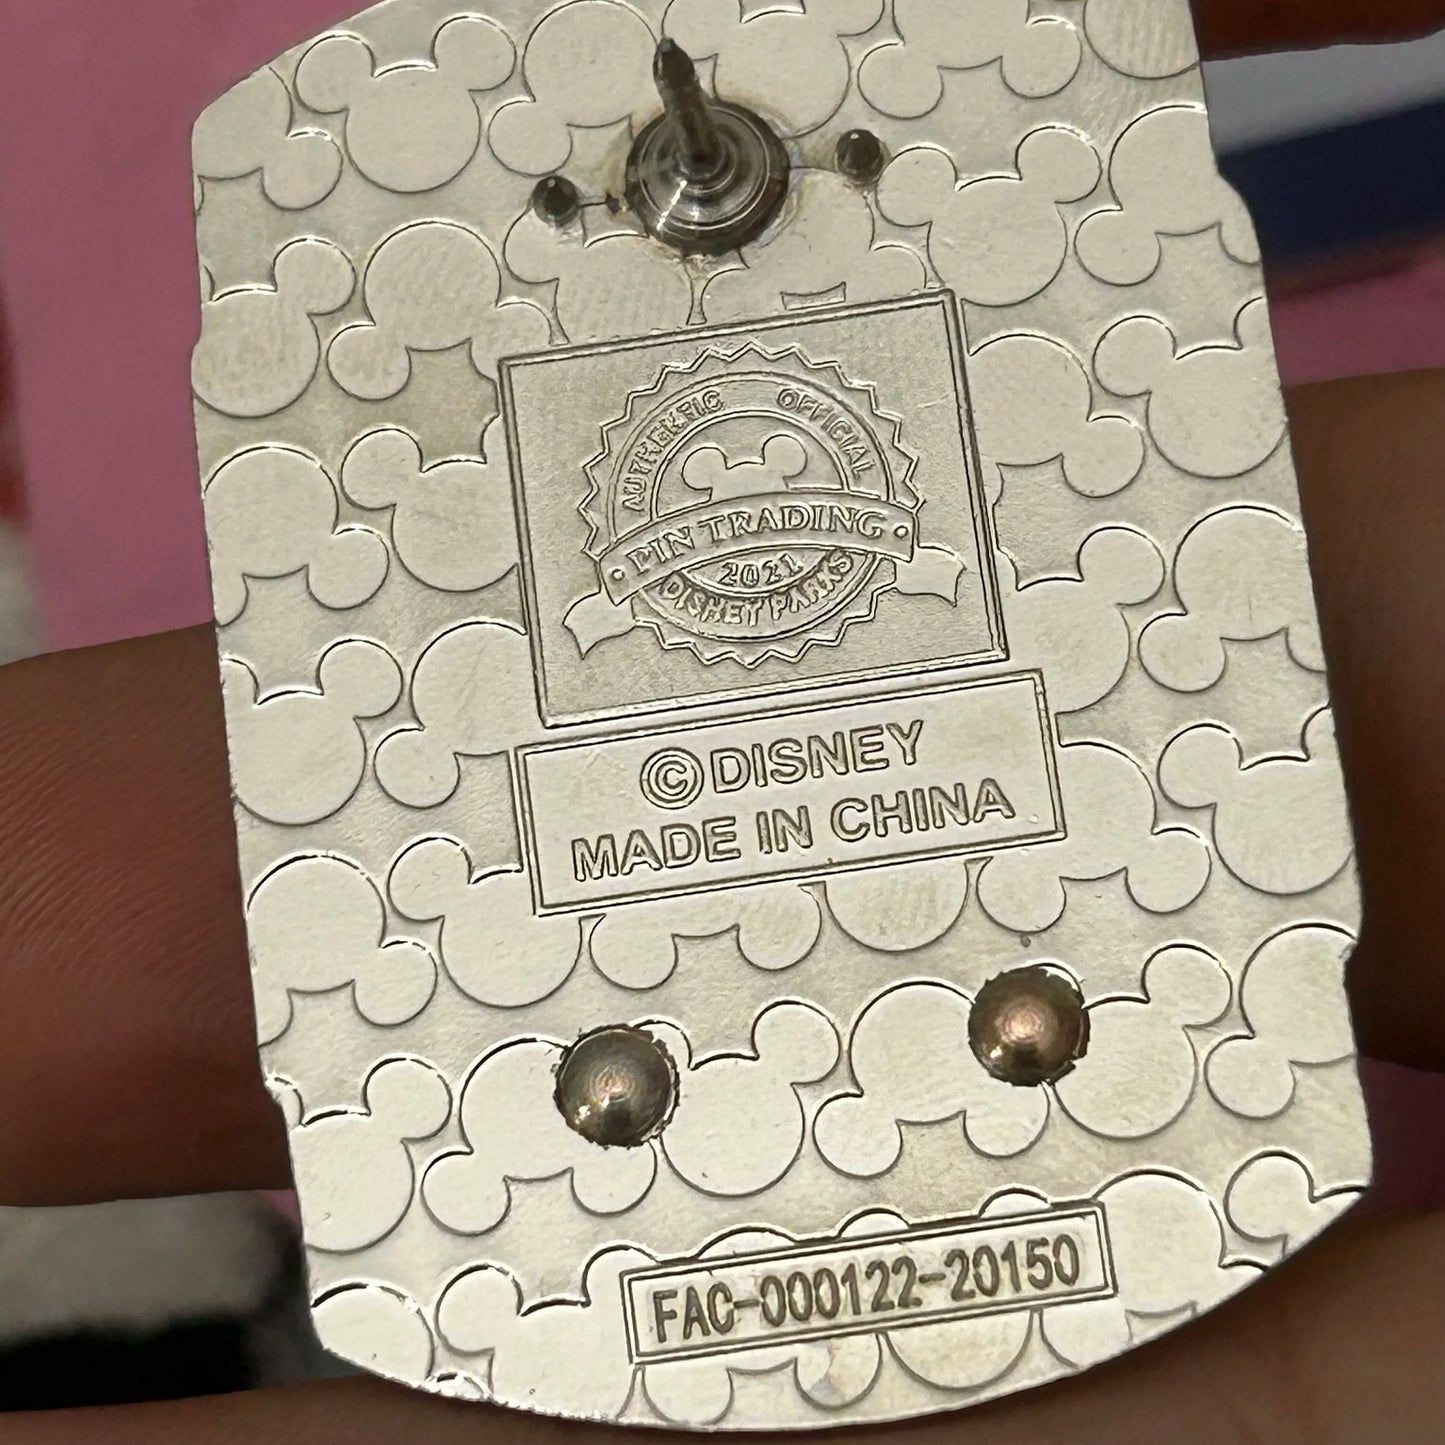 AUTHENTIC OFFICIAL
• PIN TRADING •
2021
DISNEY PARKS
©DISNEY
MADE IN CHINA
FAC-000122-20150